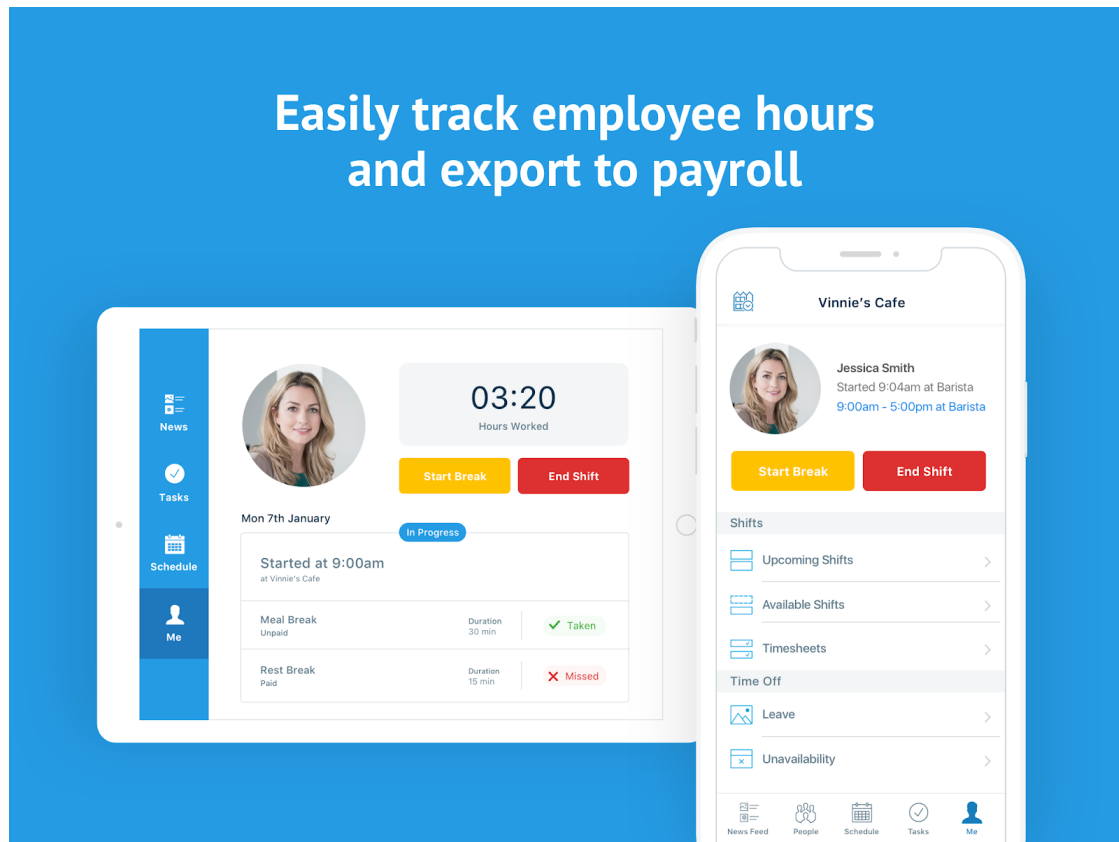 Easily track employee hours
and export to payroll
News
Tasks
Schedule
Me
03:20
Hours Worked
Start Break
End Shift
Mon 7th January
In Progress
Started at 9:00am
at Vinnie's Cafe
Meal Break
Unpaid
Duration
30 min
Taken
Rest Break
Paid
Duration
15 min
Missed
Vinnie's Cafe
Jessica Smith
Started 9:04am at Barista
9:00am - 5:00pm at Barista
Start Break
End Shift
Shifts
Upcoming Shifts
Available Shifts
Timesheets
Time Off
Leave
Unavailability
News Feed
People
Schedule
Tasks
Me